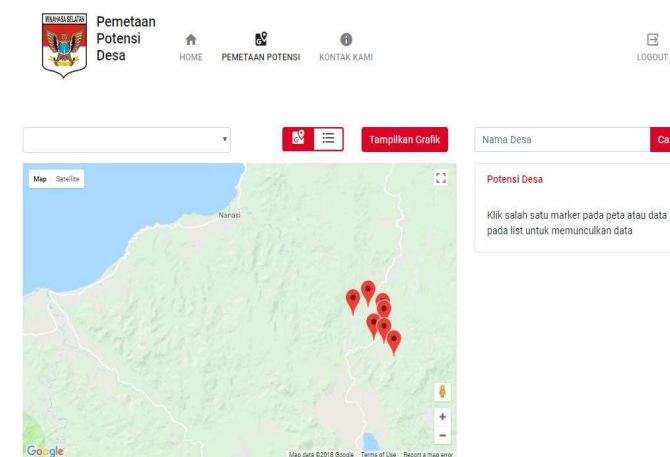 MINAHASA SELATAN
Pemetaan
Potensi
Desa
HOME
PEMETAAN POTENSI
KONTAK KAMI
LOGOUT
Tampilkan Grafik
Nama Desa
Ca
Map Satellite
Nanasi
Potensi Desa
Klik salah satu marker pada peta atau data
pada list untuk memunculkan data
Google
Map data ©2018 Google Terms of Use Report a map error